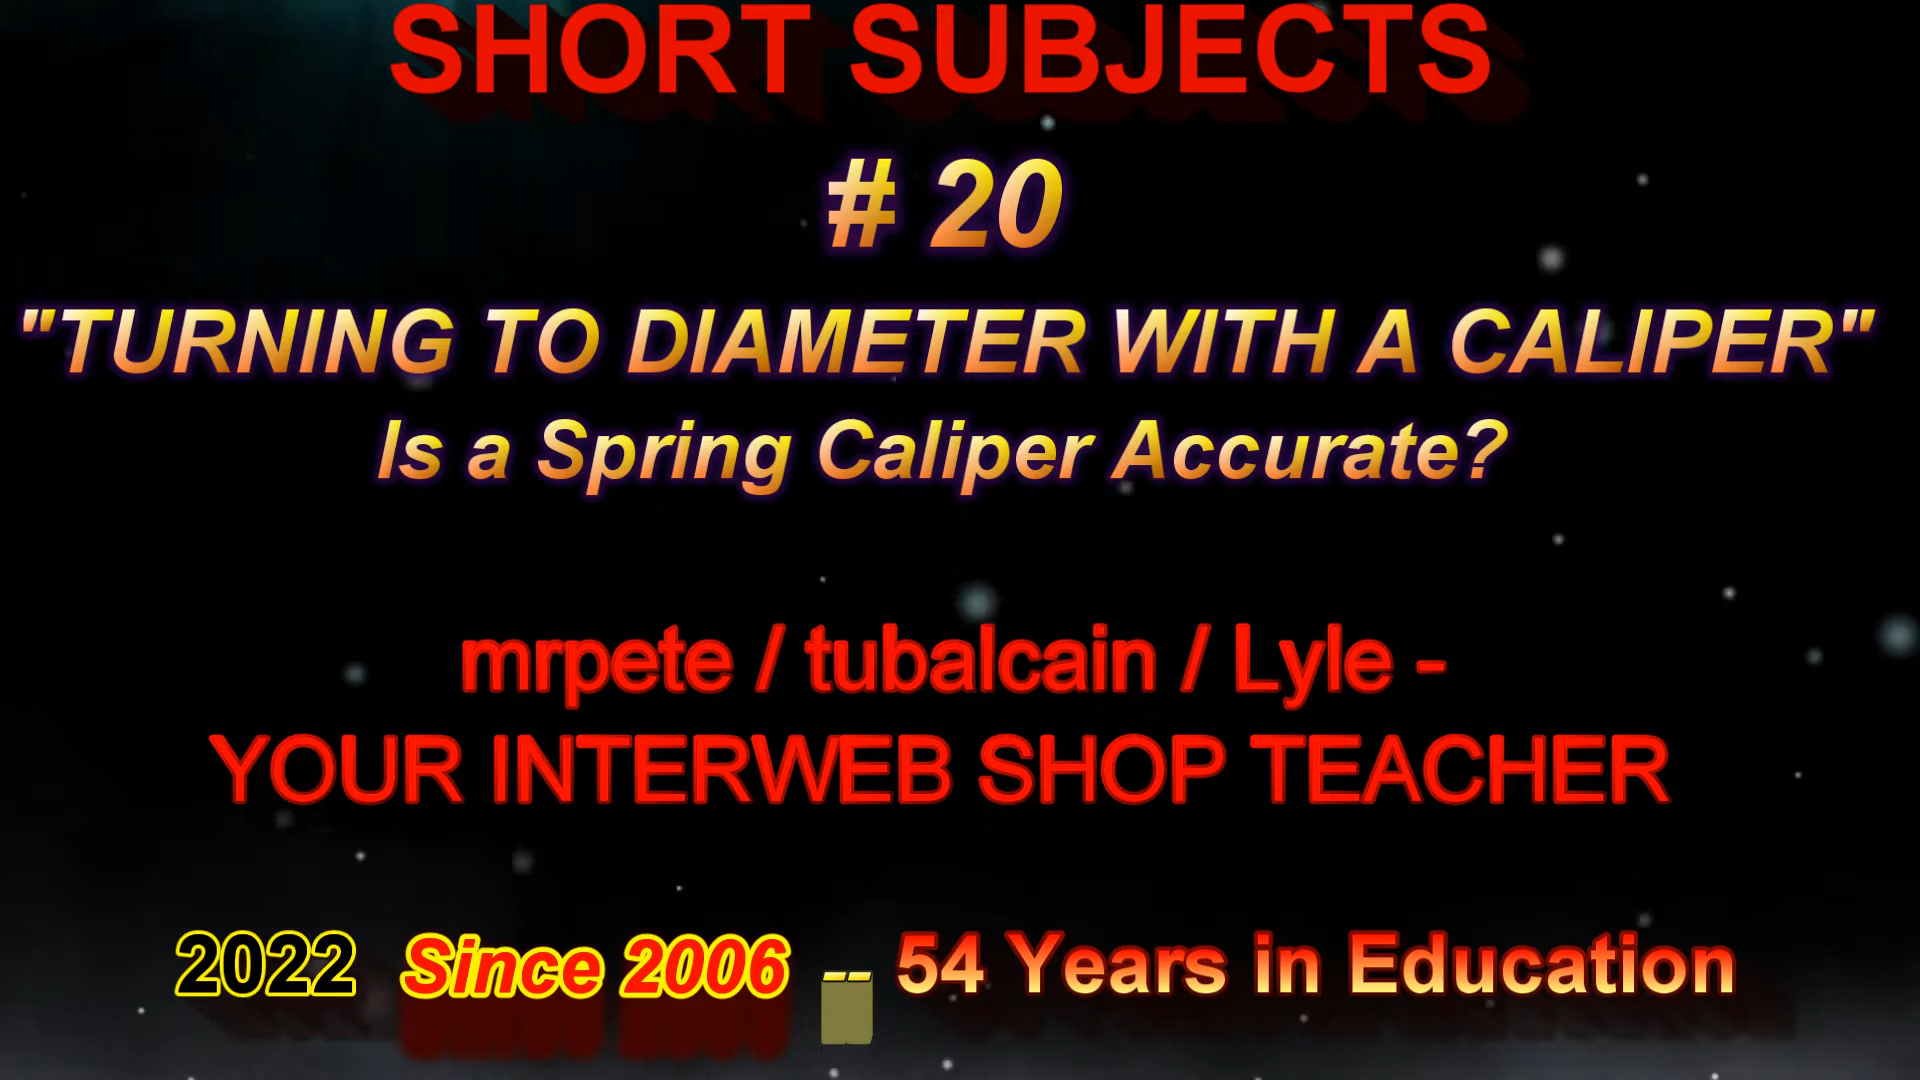 SHORT SUBJECTS
# 20
"TURNING TO DIAMETER WITH A CALIPER"
Is a Spring Caliper Accurate?
mrpete / tubalcain / Lyle -
YOUR INTERWEB SHOP TEACHER
2022 Since 2006 -- 54 Years in Education